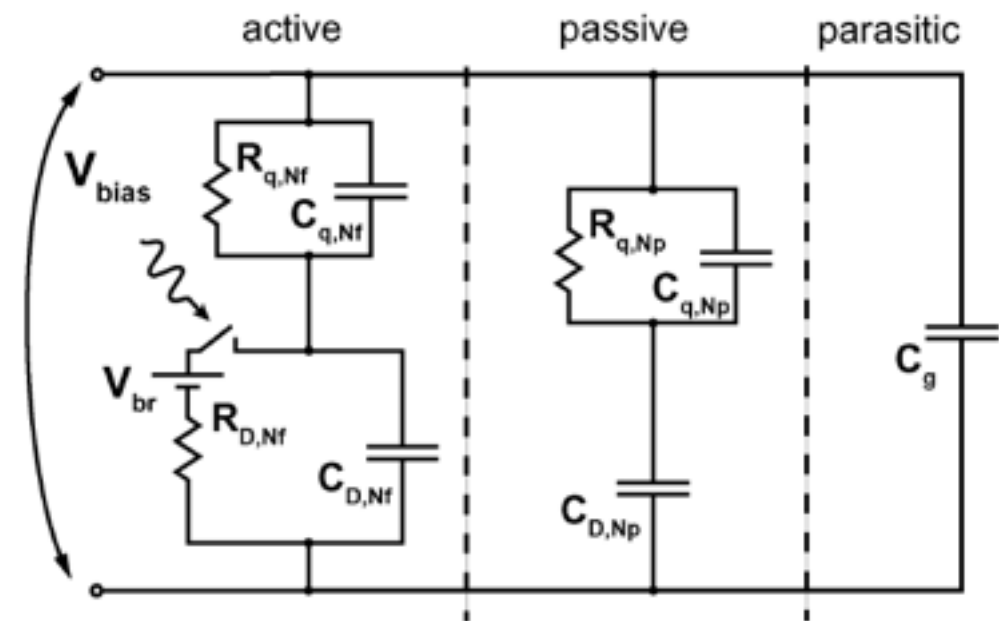 active passive parasitic
V_bias
R_q,Nf
C_q,Nf
V_br
R_D,Nf
C_D,Nf
R_q,Np
C_q,Np
C_D,Np
C_g